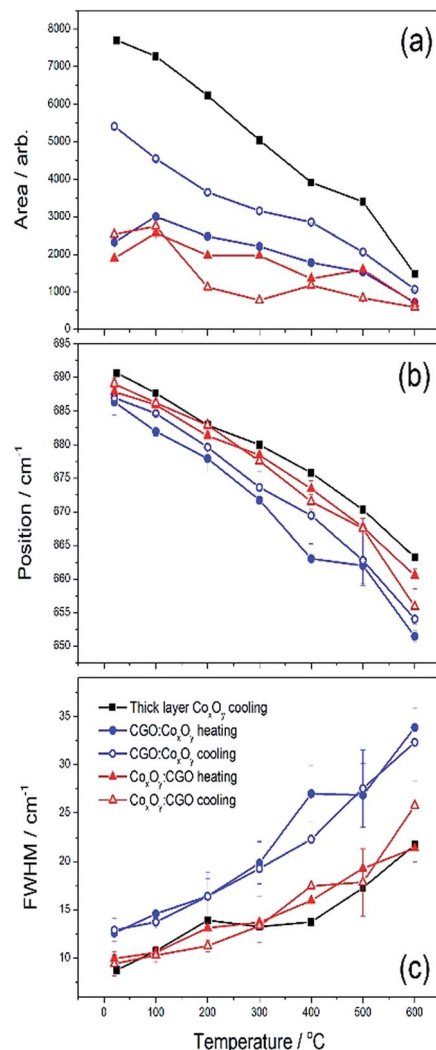 (a)
Area / arb.
8000
7000
6000
5000
4000
3000
2000
1000
0
(b)
Position / cm⁻¹
695
690
685
680
675
670
665
660
655
650
Thick layer CoₓOᵧ cooling
CGO:CoₓOᵧ heating
CGO:CoₓOᵧ cooling
CoₓOᵧ:CGO heating
CoₓOᵧ:CGO cooling
FWHM / cm⁻¹
35
30
25
20
15
10
(c)
0 100 200 300 400 500 600
Temperature / °C